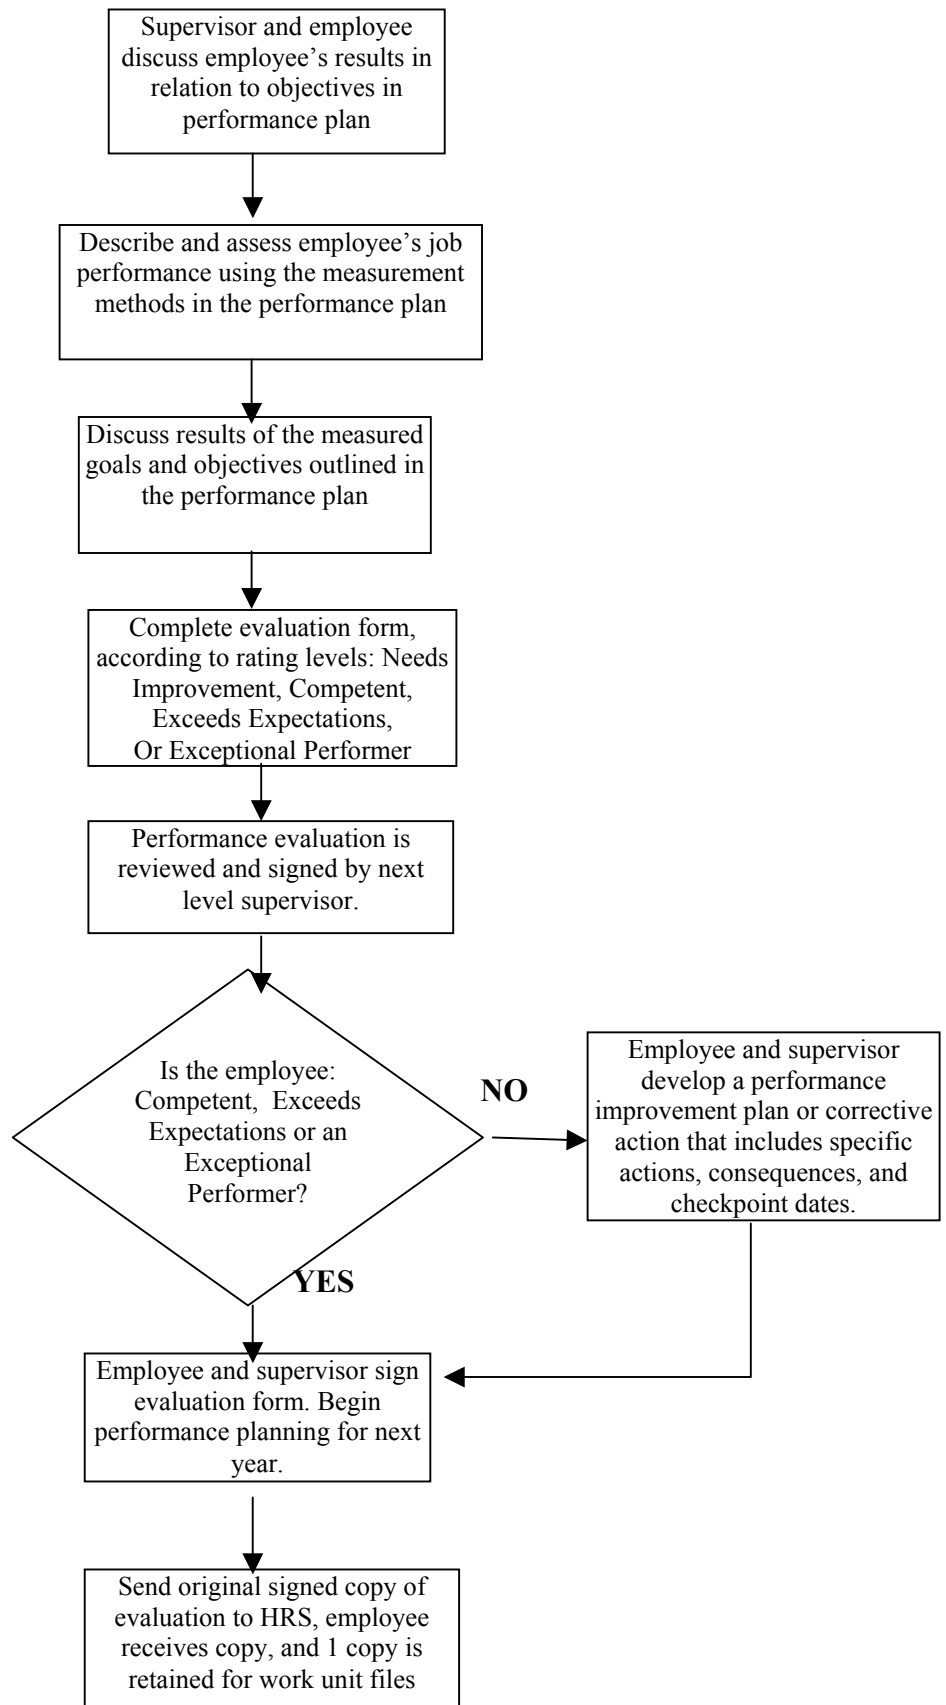 Supervisor and employee
discuss employee’s results in
relation to objectives in
performance plan
Describe and assess employee’s job
performance using the measurement
methods in the performance plan
Discuss results of the measured
goals and objectives outlined in
the performance plan
Complete evaluation form,
according to rating levels: Needs
Improvement, Competent,
Exceeds Expectations,
Or Exceptional Performer
Performance evaluation is
reviewed and signed by next
level supervisor.
Is the employee:
Competent,  Exceeds
Expectations or an
Exceptional
Performer?
NO
Employee and supervisor
develop a performance
improvement plan or corrective
action that includes specific
actions, consequences, and
checkpoint dates.
YES
Employee and supervisor sign
evaluation form. Begin
performance planning for next
year.
Send original signed copy of
evaluation to HRS, employee
receives copy, and 1 copy is
retained for work unit files